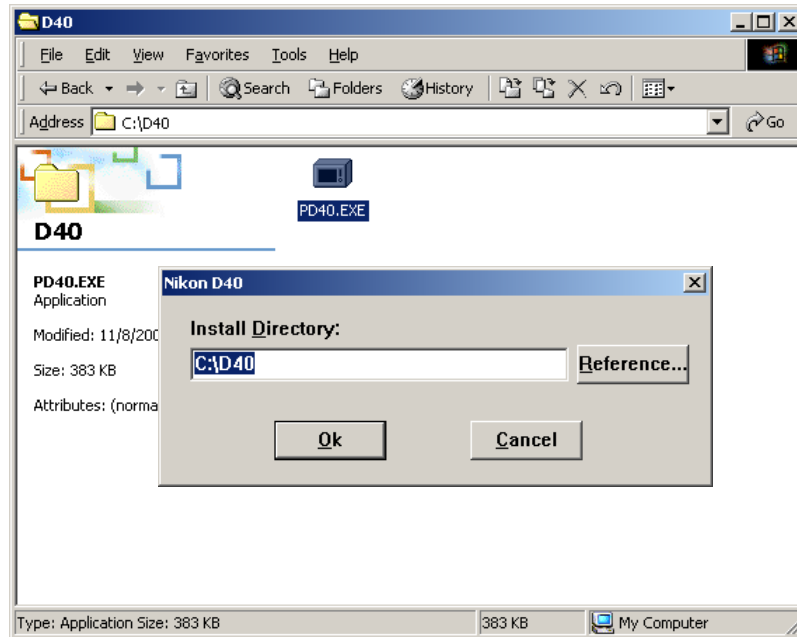 D40
File Edit View Favorites Tools Help
Back Search Folders History
Address C:\D40 Go
PD40.EXE
D40
PD40.EXE
Application
Modified: 11/8/200
Size: 383 KB
Attributes: (norma
Nikon D40
Install Directory:
C:\D40 Reference...
Ok Cancel
Type: Application Size: 383 KB 383 KB My Computer